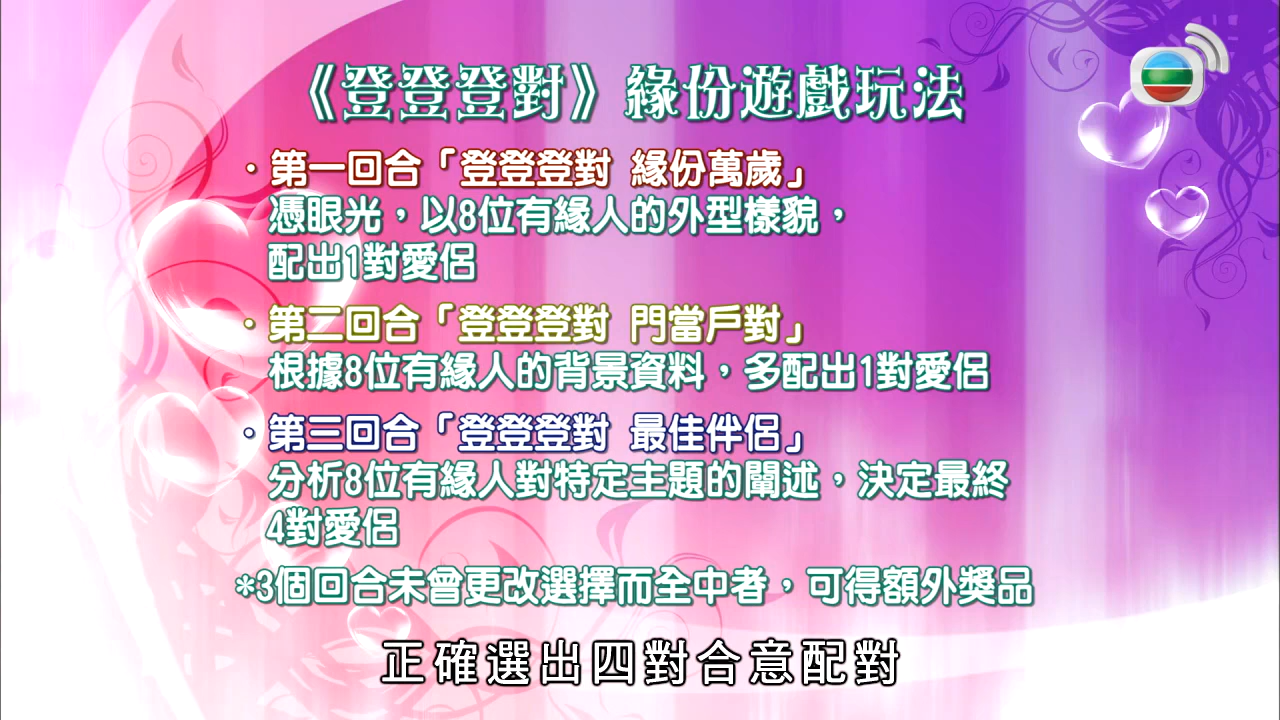 《登登登對》緣份遊戲玩法
·第一回合「登登登對 緣份萬歲」
憑眼光，以8位有緣人的外型樣貌，
配出1對愛侶
·第二回合「登登登對 門當戶對」
根據8位有緣人的背景資料，多配出1對愛侶
·第三回合「登登登對 最佳伴侶」
分析8位有緣人對特定主題的闡述，決定最終
4對愛侶
*3個回合未曾更改選擇而全中者，可得額外獎品
正確選出四對合意配對